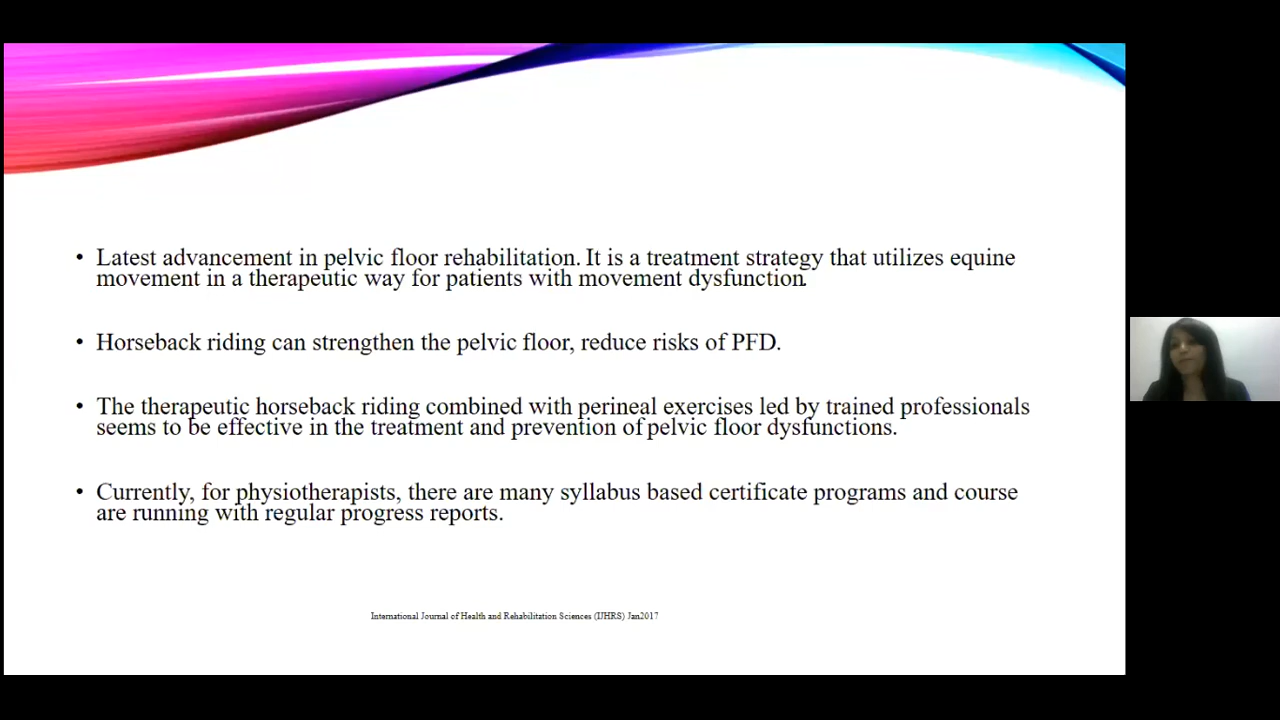 • Latest advancement in pelvic floor rehabilitation. It is a treatment strategy that utilizes equine
movement in a therapeutic way for patients with movement dysfunction.
• Horseback riding can strengthen the pelvic floor, reduce risks of PFD.
• The therapeutic horseback riding combined with perineal exercises led by trained professionals
seems to be effective in the treatment and prevention of pelvic floor dysfunctions.
• Currently, for physiotherapists, there are many syllabus based certificate programs and course
are running with regular progress reports.
International Journal of Health and Rehabilitation Sciences (IJHRS) Jan2017